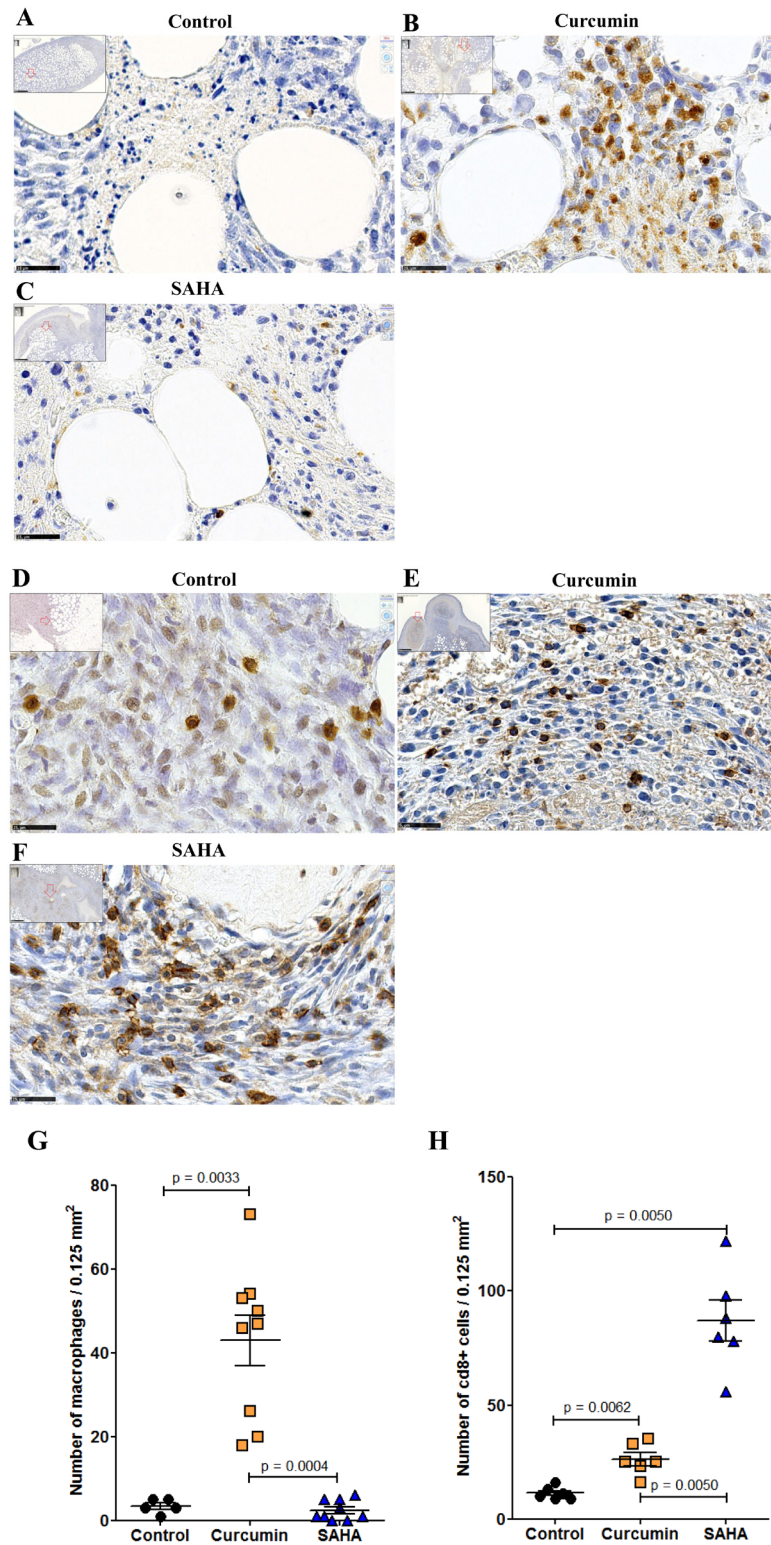 A
Control
B
Curcumin
C
SAHA
D
Control
E
Curcumin
F
SAHA
G
H
Number of macrophages / 0.125 mm²
80
60
40
20
0
p = 0.0033
p = 0.0004
Control
Curcumin
SAHA
Number of cd8+ cells / 0.125 mm²
150
100
50
0
p = 0.0050
p = 0.0062
p = 0.0050
Control
Curcumin
SAHA